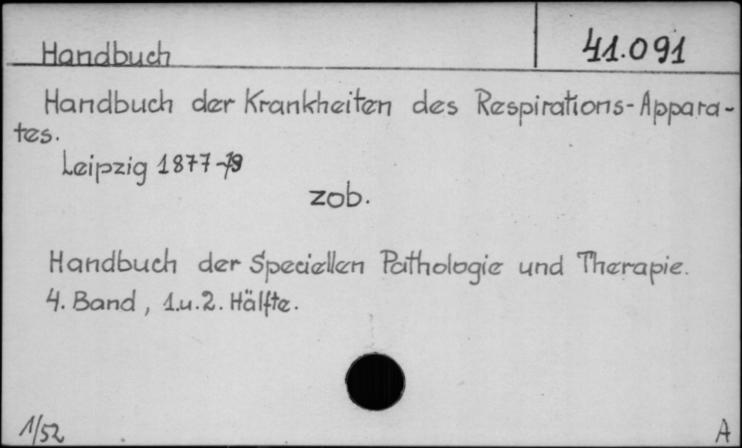 Handbuch
41.091
Handbuch der Krankheiten des Respirations-Appara-
tes.
Leipzig 1877-79
zob.
Handbuch der Speciellen Pathologie und Therapie.
4. Band, 1.u.2. Hälfte.
1/52
A